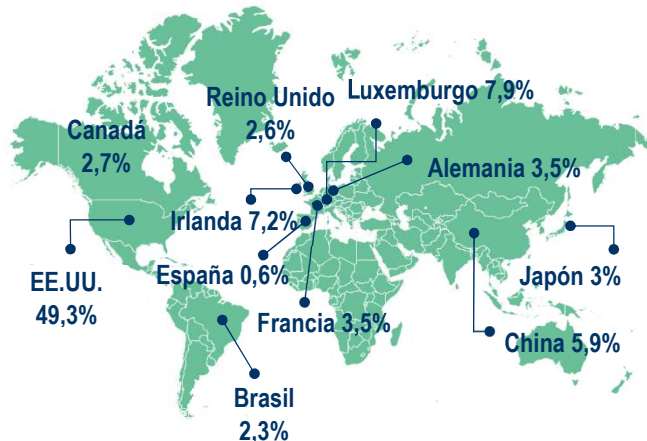 Luxemburgo 7,9%
Reino Unido
2,6%
Canadá
2,7%
Alemania 3,5%
Irlanda 7,2%
España 0,6%
EE.UU.
49,3%
Japón 3%
Francia 3,5%
China 5,9%
Brasil
2,3%